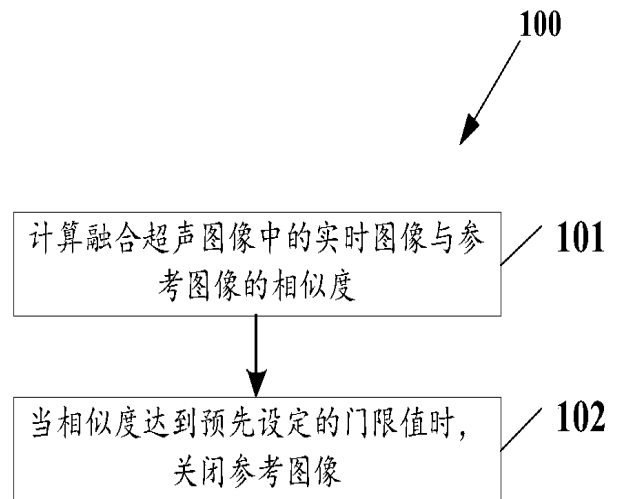 100
计算融合超声图像中的实时图像与参
考图像的相似度
101
当相似度达到预先设定的门限值时，
关闭参考图像
102